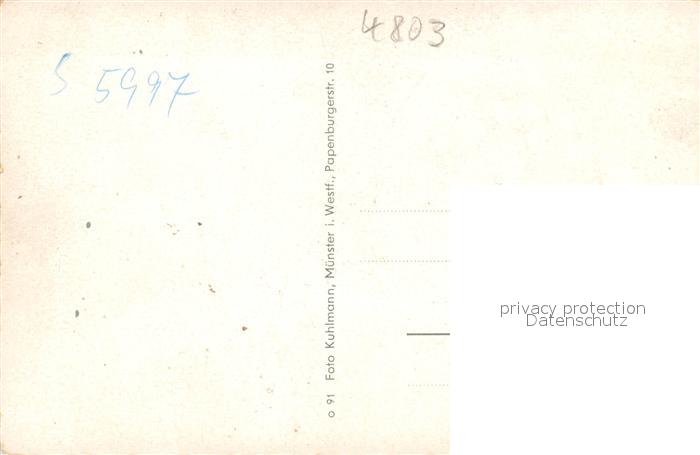 4803
S 5997
o 91 Foto Kuhlmann, Münster i. Westf., Papenburgerstr. 10
privacy protection
Datenschutz